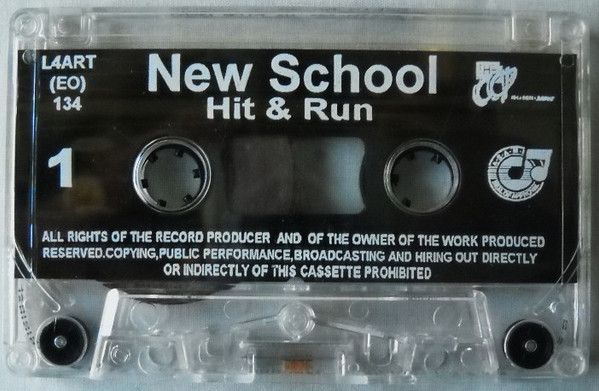 L4ART
(EO)
134
New School
Hit & Run
1
ALL RIGHTS OF THE RECORD PRODUCER AND OF THE OWNER OF THE WORK PRODUCED
RESERVED.COPYING,PUBLIC PERFORMANCE,BROADCASTING AND HIRING OUT DIRECTLY
OR INDIRECTLY OF THIS CASSETTE PROHIBITED